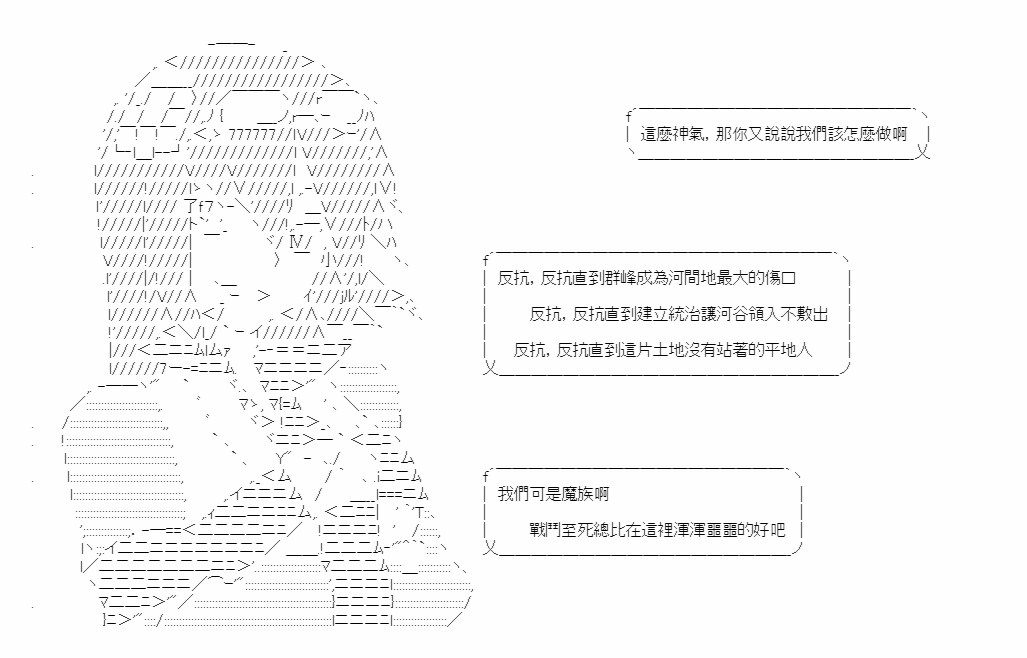 這麼神氣, 那你又說說我們該怎麼做啊
反抗, 反抗直到群峰成為河間地最大的傷口
反抗, 反抗直到建立統治讓河谷領入不敷出
反抗, 反抗直到這片土地沒有站著的平地人
我們可是魔族啊
戰鬥至死總比在這裡渾渾噩噩的好吧